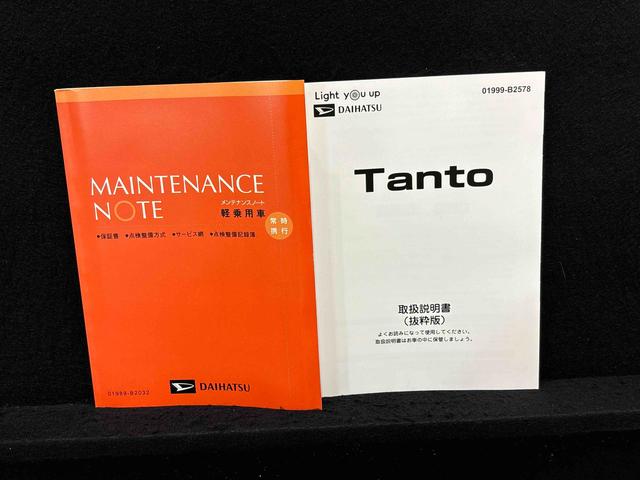 MAINTENANCE
NOTE
メンテナンスノート
軽乗用車
常時
携行
●保証書 ●点検整備方式 ●サービス網 ●点検整備記録簿
01999-B2032
DAIHATSU
Light you up
DAIHATSU
01999-B2578
Tanto
取扱説明書
(抜粋版)
よくお読みになって使用してください。
取扱説明書はお車の中に保管しましょう。